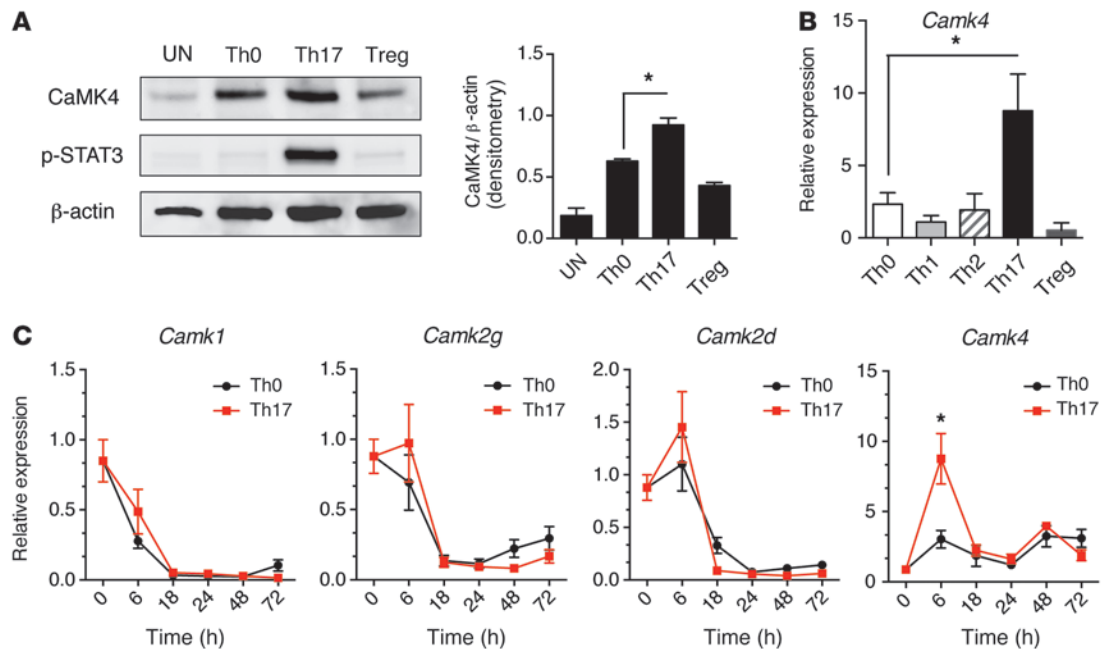 A
UN Th0 Th17 Treg
CaMK4
p-STAT3
β-actin
CaMK4/β-actin
(densitometry)
1.5
1.0
0.5
0.0
*
UN Th0 Th17 Treg
B
Camk4
Relative expression
15
10
5
0
*
Th0 Th1 Th2 Th17 Treg
C
Camk1
Relative expression
1.5
1.0
0.5
0.0
Th0
Th17
0 6 18 24 48 72
Time (h)
Camk2g
1.5
1.0
0.5
0.0
Th0
Th17
0 6 18 24 48 72
Time (h)
Camk2d
2.0
1.5
1.0
0.5
0.0
Th0
Th17
0 6 18 24 48 72
Time (h)
Camk4
15
10
5
0
Th0
Th17
*
0 6 18 24 48 72
Time (h)